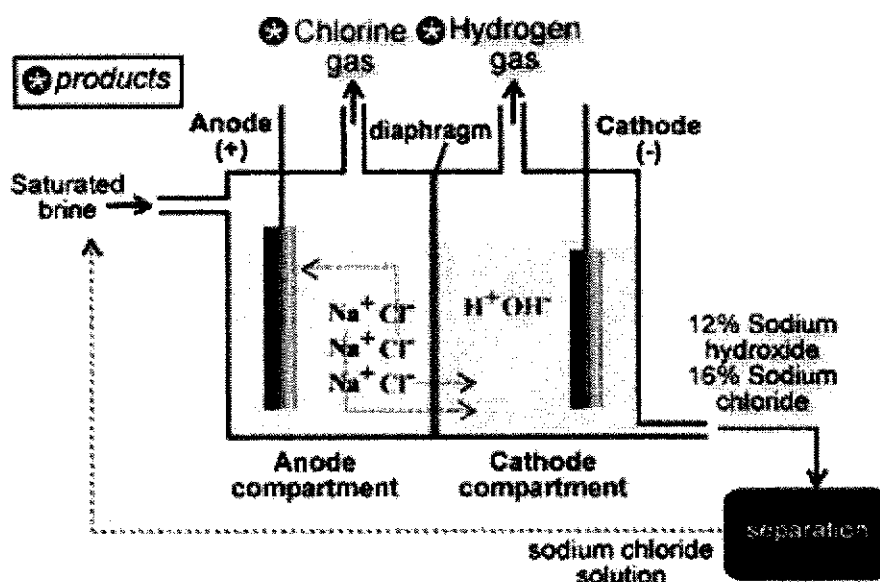 Chlorine gas
Hydrogen gas
products
Anode (+)
diaphragm
Cathode (-)
Saturated brine
Na⁺ Cl⁻
Na⁺ Cl⁻
Na⁺ Cl⁻
H⁺ OH⁻
12% Sodium
hydroxide
16% Sodium
chloride
Anode
compartment
Cathode
compartment
separation
sodium chloride
solution